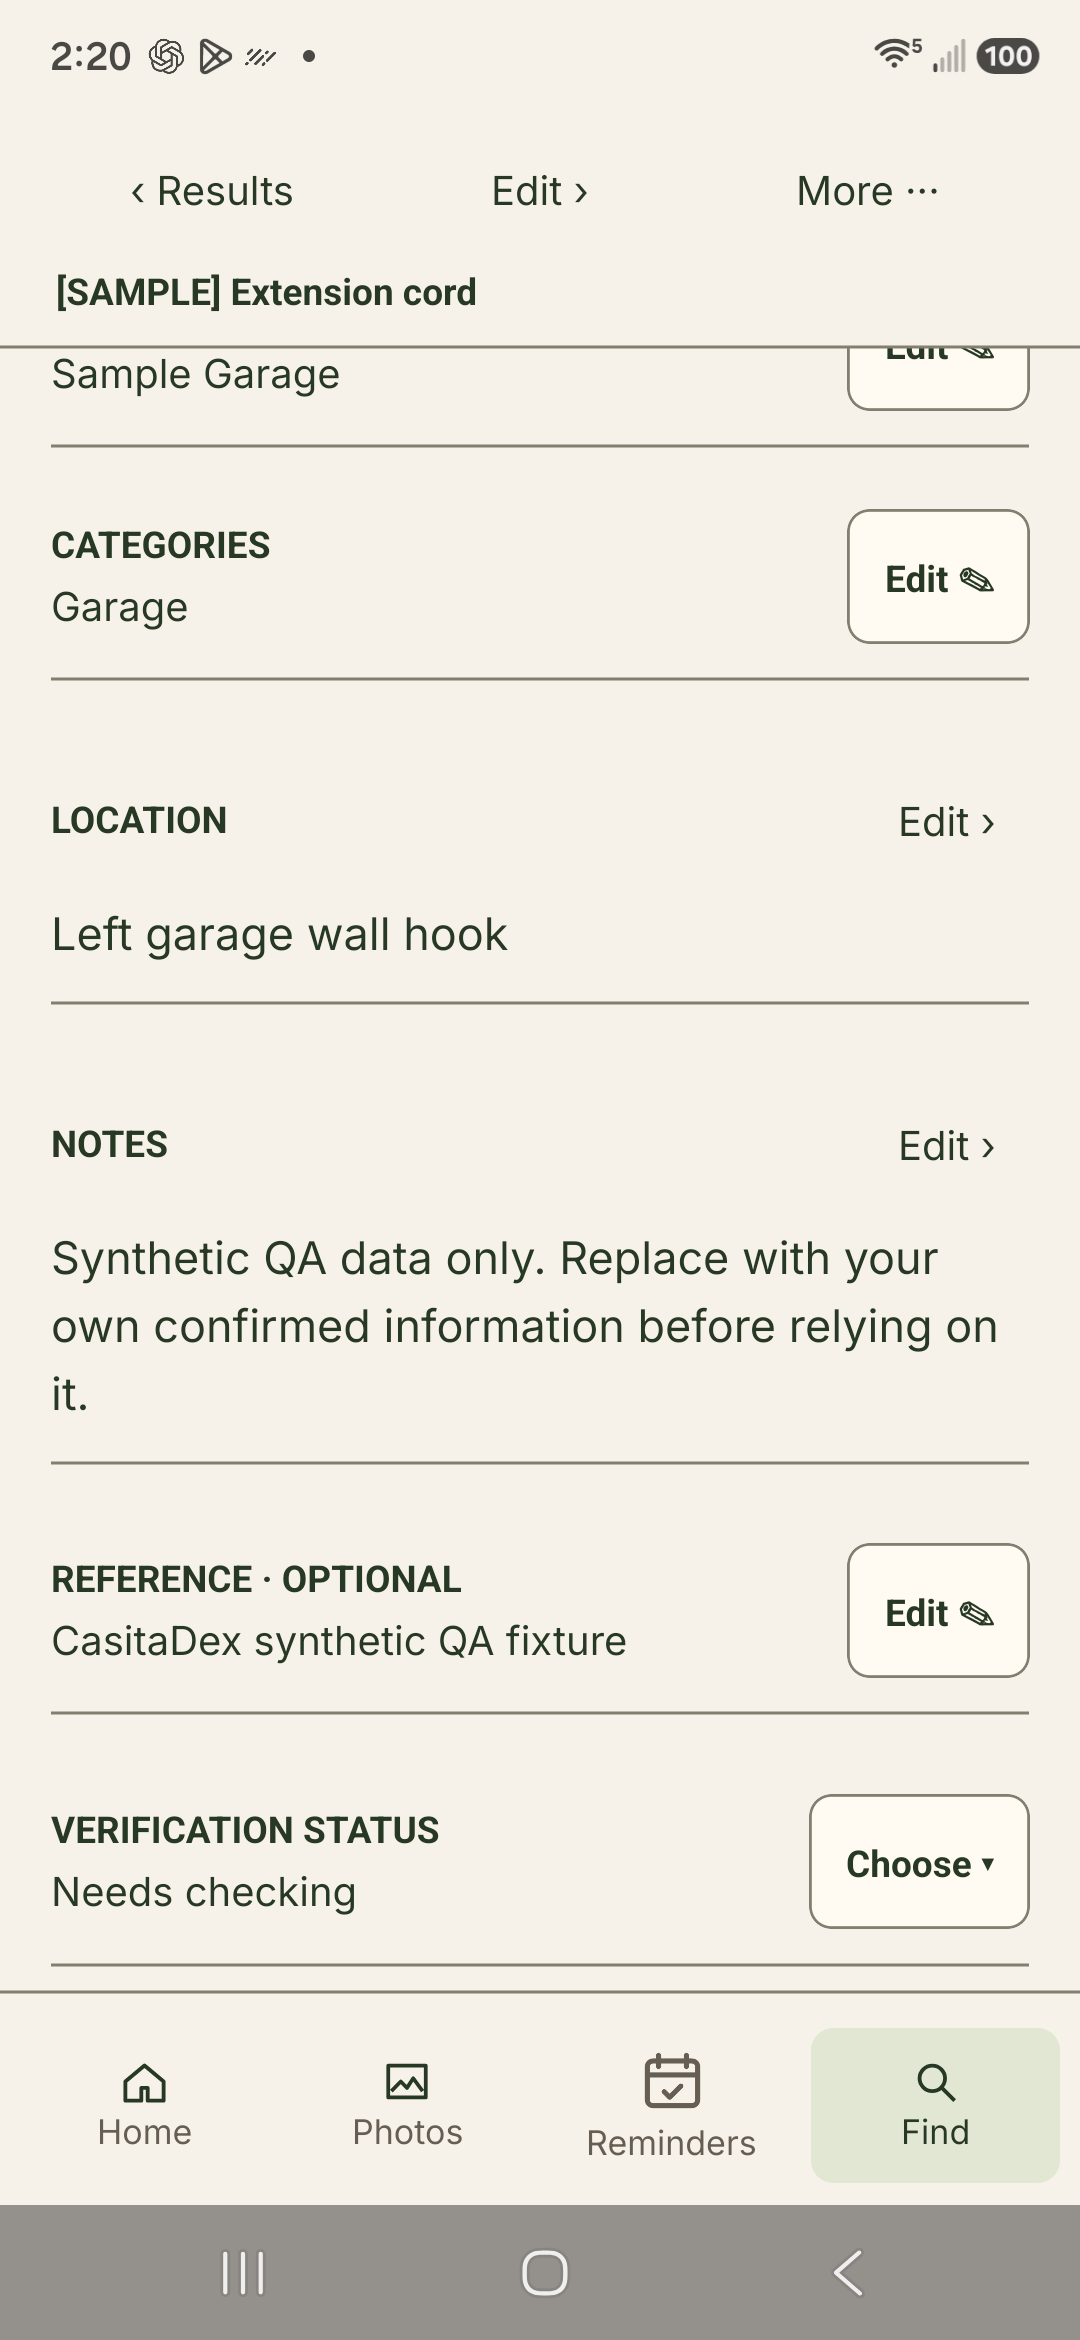 2:20
5
100
‹ Results
Edit ›
More ···
[SAMPLE] Extension cord
Sample Garage
Edit ✎
CATEGORIES
Garage
Edit ✎
LOCATION
Edit ›
Left garage wall hook
NOTES
Edit ›
Synthetic QA data only. Replace with your
own confirmed information before relying on
it.
REFERENCE · OPTIONAL
CasitaDex synthetic QA fixture
Edit ✎
VERIFICATION STATUS
Needs checking
Choose ▾
Home
Photos
Reminders
Find